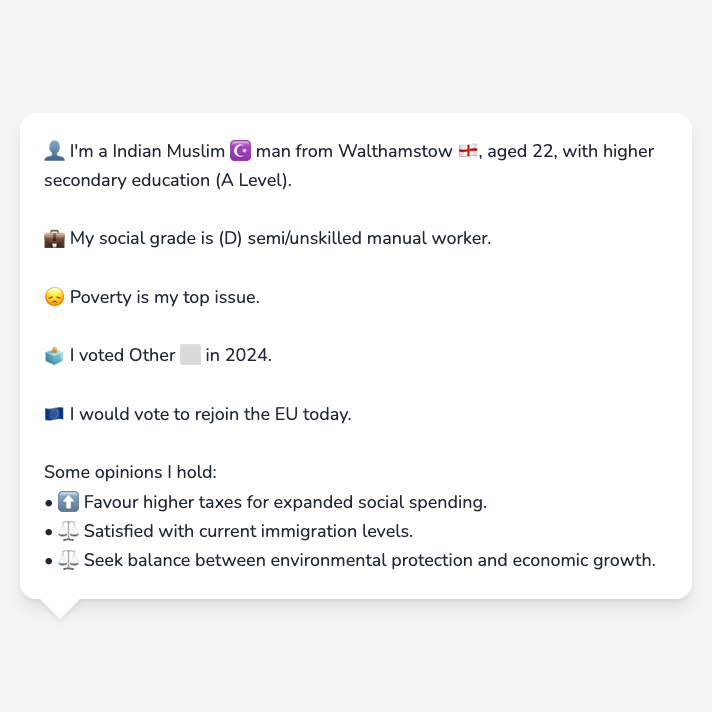 👤 I'm a Indian Muslim ☪️ man from Walthamstow 🏴󠁧󠁢󠁥󠁮󠁧󠁿, aged 22, with higher
secondary education (A Level).
💼 My social grade is (D) semi/unskilled manual worker.
😞 Poverty is my top issue.
🗳️ I voted Other ⬜ in 2024.
🇪🇺 I would vote to rejoin the EU today.
Some opinions I hold:
• ⬆️ Favour higher taxes for expanded social spending.
• ⚖️ Satisfied with current immigration levels.
• ⚖️ Seek balance between environmental protection and economic growth.